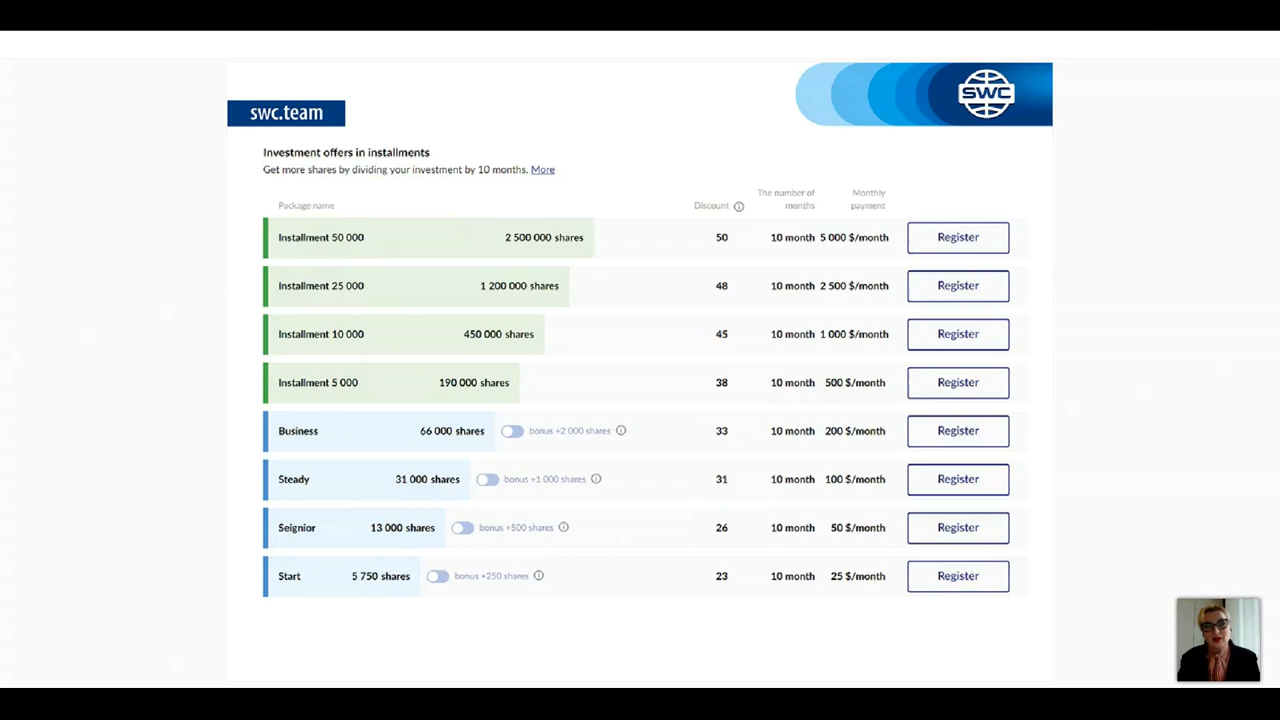 SWC
swc.team
Investment offers in installments
Get more shares by dividing your investment by 10 months. More
Package name Discount The number of months Monthly payment
Installment 50 000 2 500 000 shares 50 10 month 5 000 $/month Register
Installment 25 000 1 200 000 shares 48 10 month 2 500 $/month Register
Installment 10 000 450 000 shares 45 10 month 1 000 $/month Register
Installment 5 000 190 000 shares 38 10 month 500 $/month Register
Business 66 000 shares bonus +2 000 shares 33 10 month 200 $/month Register
Steady 31 000 shares bonus +1 000 shares 31 10 month 100 $/month Register
Seignior 13 000 shares bonus +500 shares 26 10 month 50 $/month Register
Start 5 750 shares bonus +250 shares 23 10 month 25 $/month Register